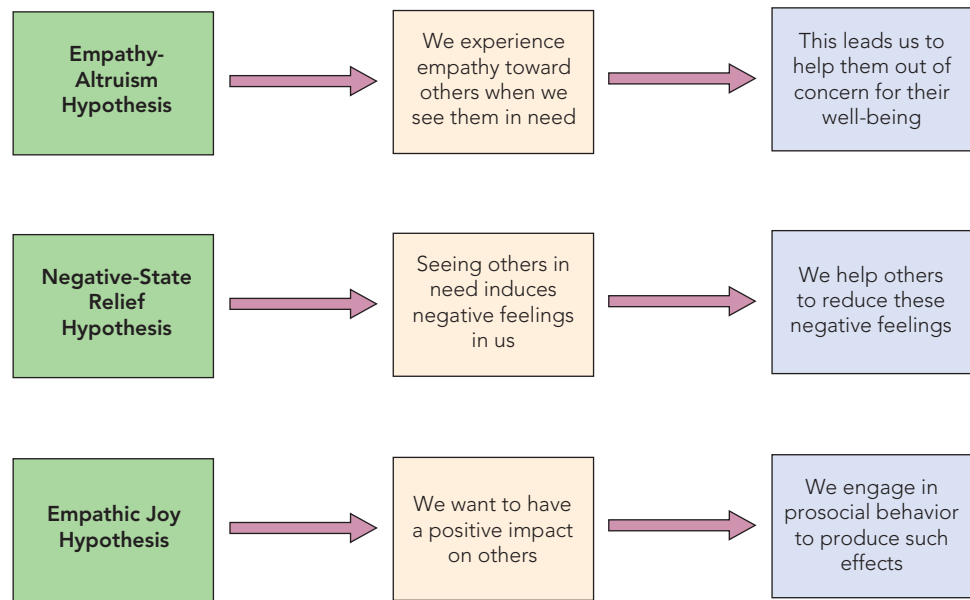 Empathy-
Altruism
Hypothesis
We experience
empathy toward
others when we
see them in need
This leads us to
help them out of
concern for their
well-being
Negative-State
Relief
Hypothesis
Seeing others in
need induces
negative feelings
in us
We help others
to reduce these
negative feelings
Empathic Joy
Hypothesis
We want to have
a positive impact
on others
We engage in
prosocial behavior
to produce such
effects